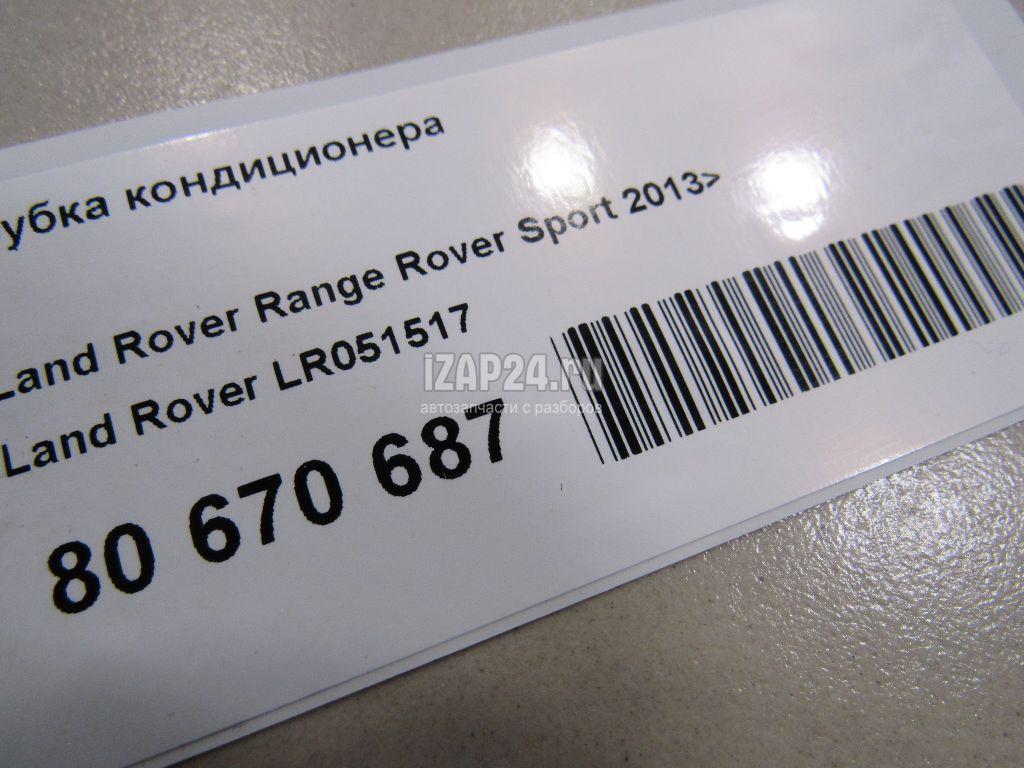 убка кондиционера
Land Rover Range Rover Sport 2013>
Land Rover LR051517
80 670 687
iZAP24.ru
автозапчасти с разборов